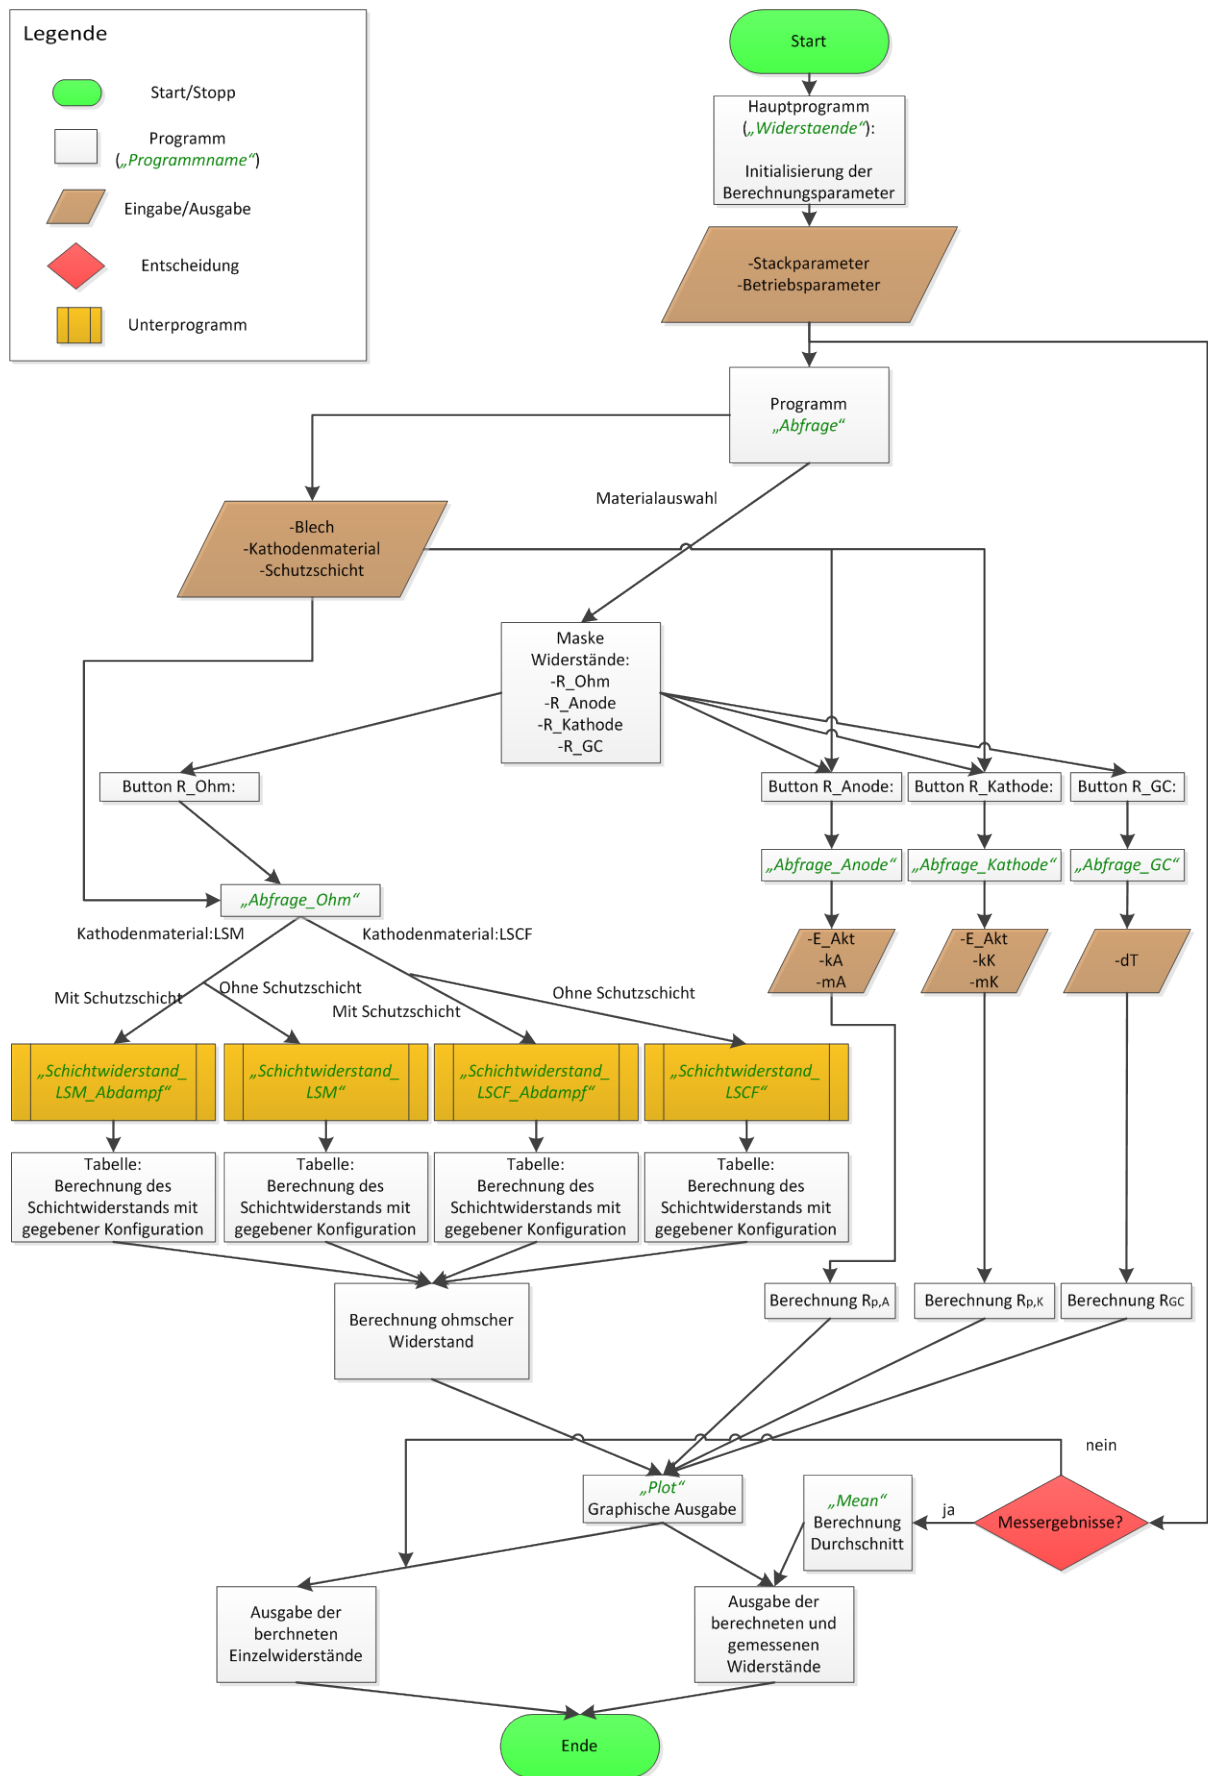 Legende
Start/Stopp
Programm
(„Programmname“)
Eingabe/Ausgabe
Entscheidung
Unterprogramm
Start
Hauptprogramm
(„Widerstaende“):
Initialisierung der
Berechnungsparameter
-Stackparameter
-Betriebsparameter
Programm
„Abfrage“
Materialauswahl
-Blech
-Kathodenmaterial
-Schutzschicht
Maske
Widerstände:
-R_Ohm
-R_Anode
-R_Kathode
-R_GC
Button R_Ohm:
Button R_Anode:
Button R_Kathode:
Button R_GC:
„Abfrage_Anode“
„Abfrage_Kathode“
„Abfrage_GC“
„Abfrage_Ohm“
Kathodenmaterial:LSM
Kathodenmaterial:LSCF
-E_Akt
-kA
-mA
-E_Akt
-kK
-mK
-dT
Mit Schutzschicht
Ohne Schutzschicht
Mit Schutzschicht
Ohne Schutzschicht
„Schichtwiderstand_
LSM_Abdampf“
„Schichtwiderstand_
LSM“
„Schichtwiderstand_
LSCF_Abdampf“
„Schichtwiderstand_
LSCF“
Tabelle:
Berechnung des
Schichtwiderstands mit
gegebener Konfiguration
Tabelle:
Berechnung des
Schichtwiderstands mit
gegebener Konfiguration
Tabelle:
Berechnung des
Schichtwiderstands mit
gegebener Konfiguration
Tabelle:
Berechnung des
Schichtwiderstands mit
gegebener Konfiguration
Berechnung ohmscher
Widerstand
Berechnung Rp,A
Berechnung Rp,K
Berechnung RGC
nein
„Plot“
Graphische Ausgabe
„Mean“
Berechnung
Durchschnitt
ja
Messergebnisse?
Ausgabe der
berchneten
Einzelwiderstände
Ausgabe der
berechneten und
gemessenen
Widerstände
Ende